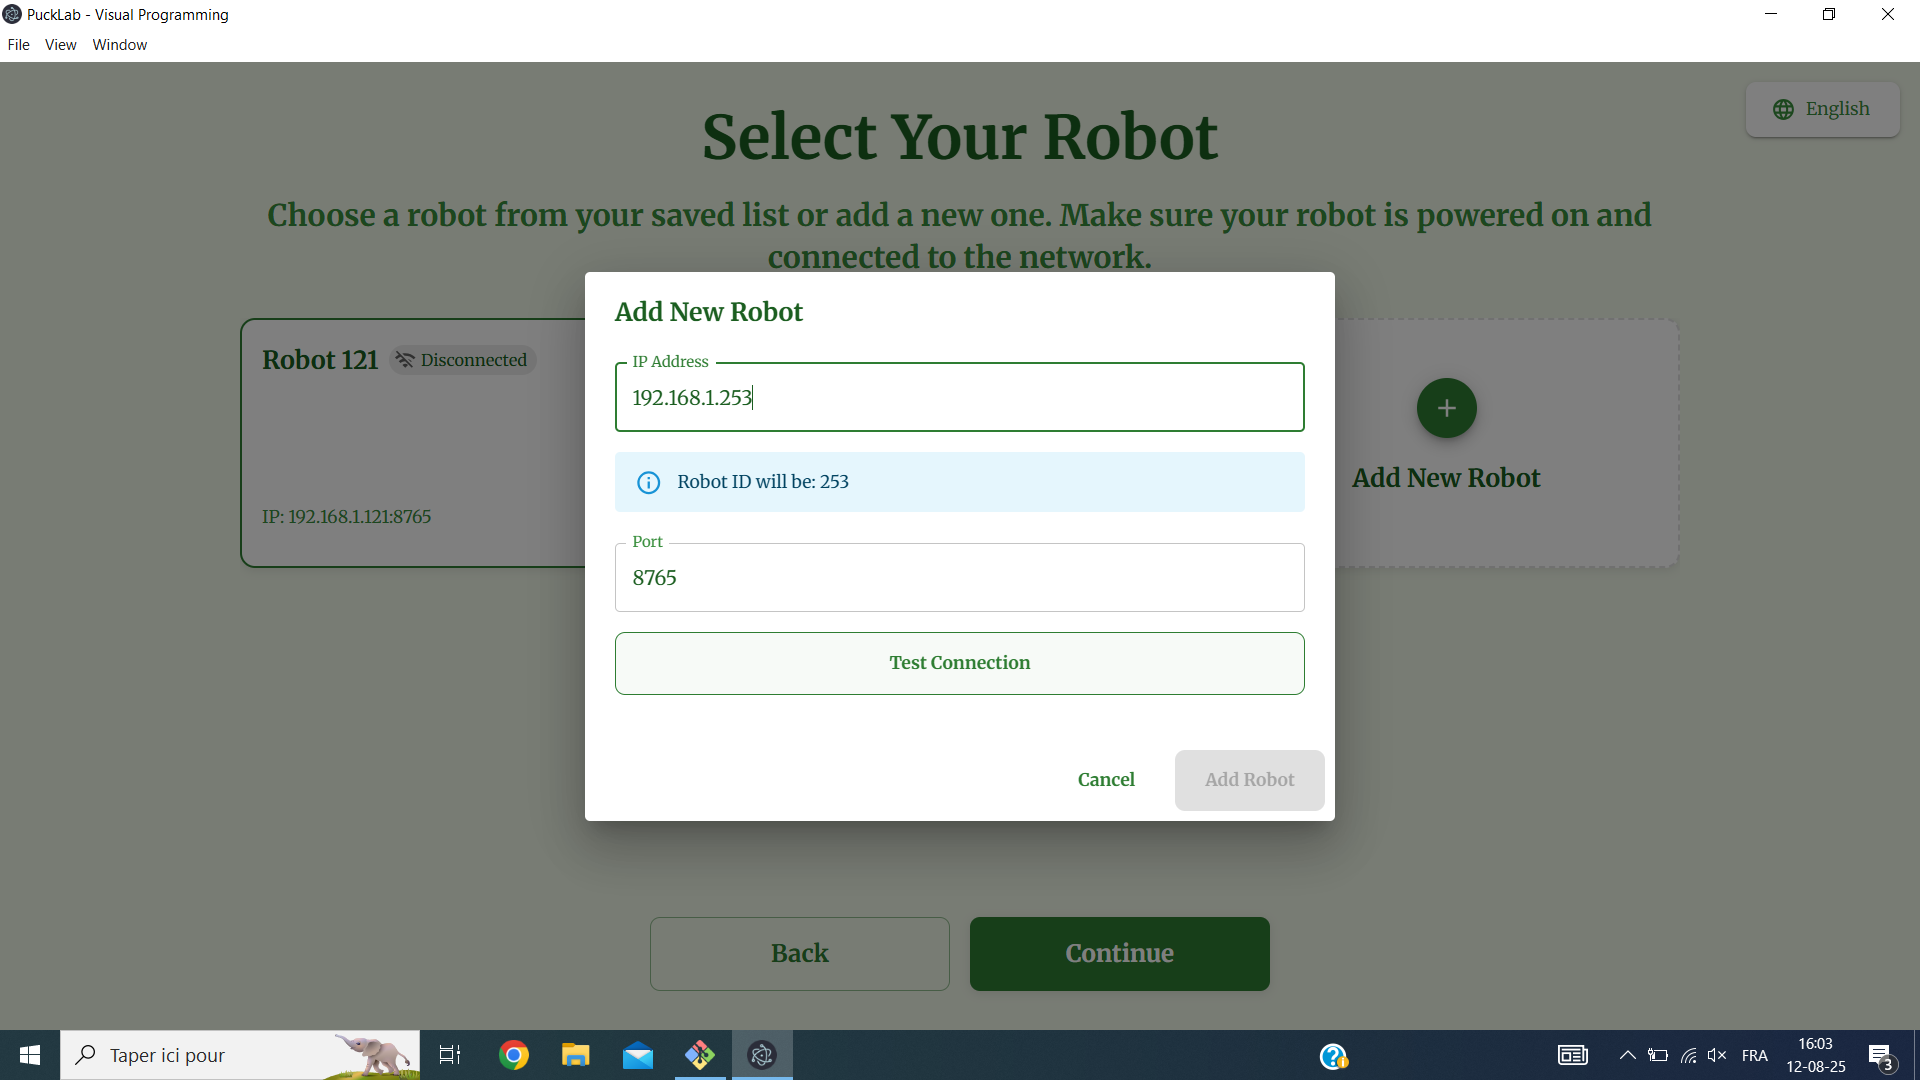 PuckLab - Visual Programming
File View Window
English
Select Your Robot
Choose a robot from your saved list or add a new one. Make sure your robot is powered on and
connected to the network.
Robot 121 Disconnected
IP: 192.168.1.121:8765
Add New Robot
IP Address
192.168.1.253
Robot ID will be: 253
Port
8765
Test Connection
Cancel Add Robot
Add New Robot
Back Continue
Taper ici pour
FRA
16:03
12-08-25
3